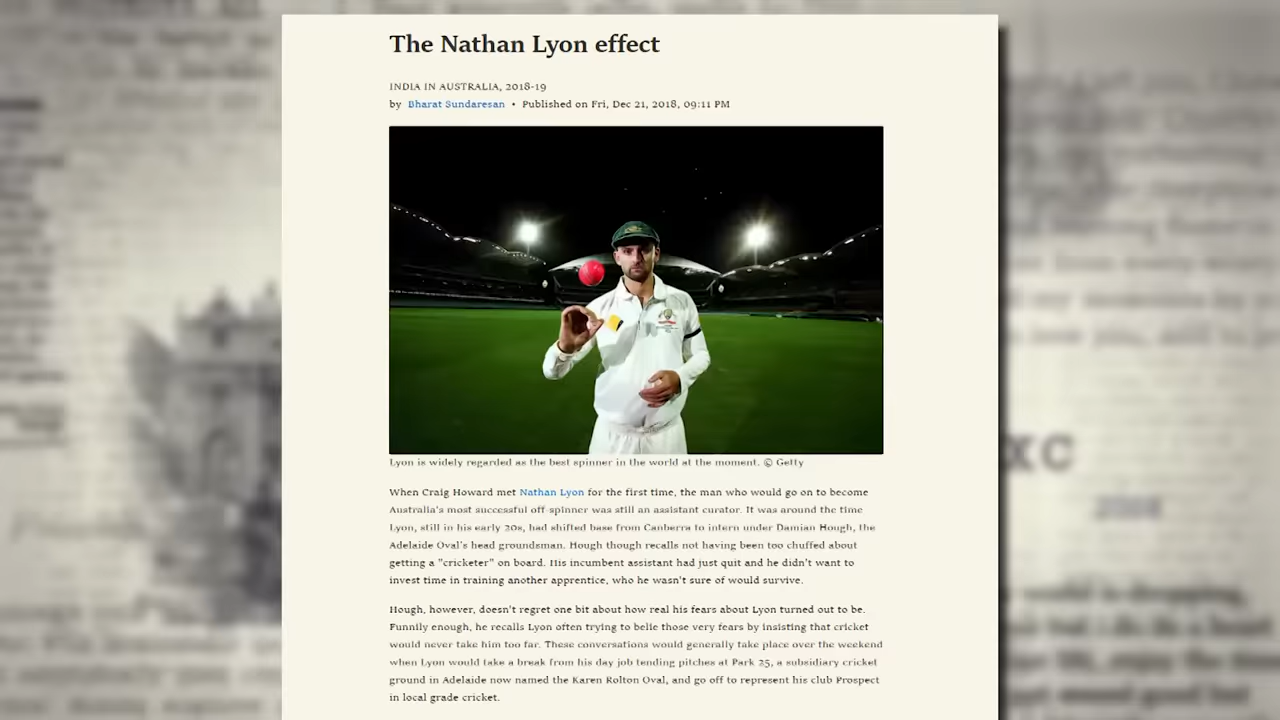 The Nathan Lyon effect
INDIA IN AUSTRALIA, 2018-19
by Bharat Sundaresan • Published on Fri, Dec 21, 2018, 09:11 PM
Lyon is widely regarded as the best spinner in the world at the moment. © Getty
When Craig Howard met Nathan Lyon for the first time, the man who would go on to become
Australia's most successful off-spinner was still an assistant curator. It was around the time
Lyon, still in his early 20s, had shifted base from Canberra to intern under Damian Hough, the
Adelaide Oval's head groundsman. Hough though recalls not having been too chuffed about
getting a "cricketer" on board. His incumbent assistant had just quit and he didn't want to
invest time in training another apprentice, who he wasn't sure of would survive.
Hough, however, doesn't regret one bit about how real his fears about Lyon turned out to be.
Funnily enough, he recalls Lyon often trying to belie those very fears by insisting that cricket
would never take him too far. These conversations would generally take place over the weekend
when Lyon would take a break from his day job tending pitches at Park 25, a subsidiary cricket
ground in Adelaide now named the Karen Rolton Oval, and go off to represent his club Prospect
in local grade cricket.
XC